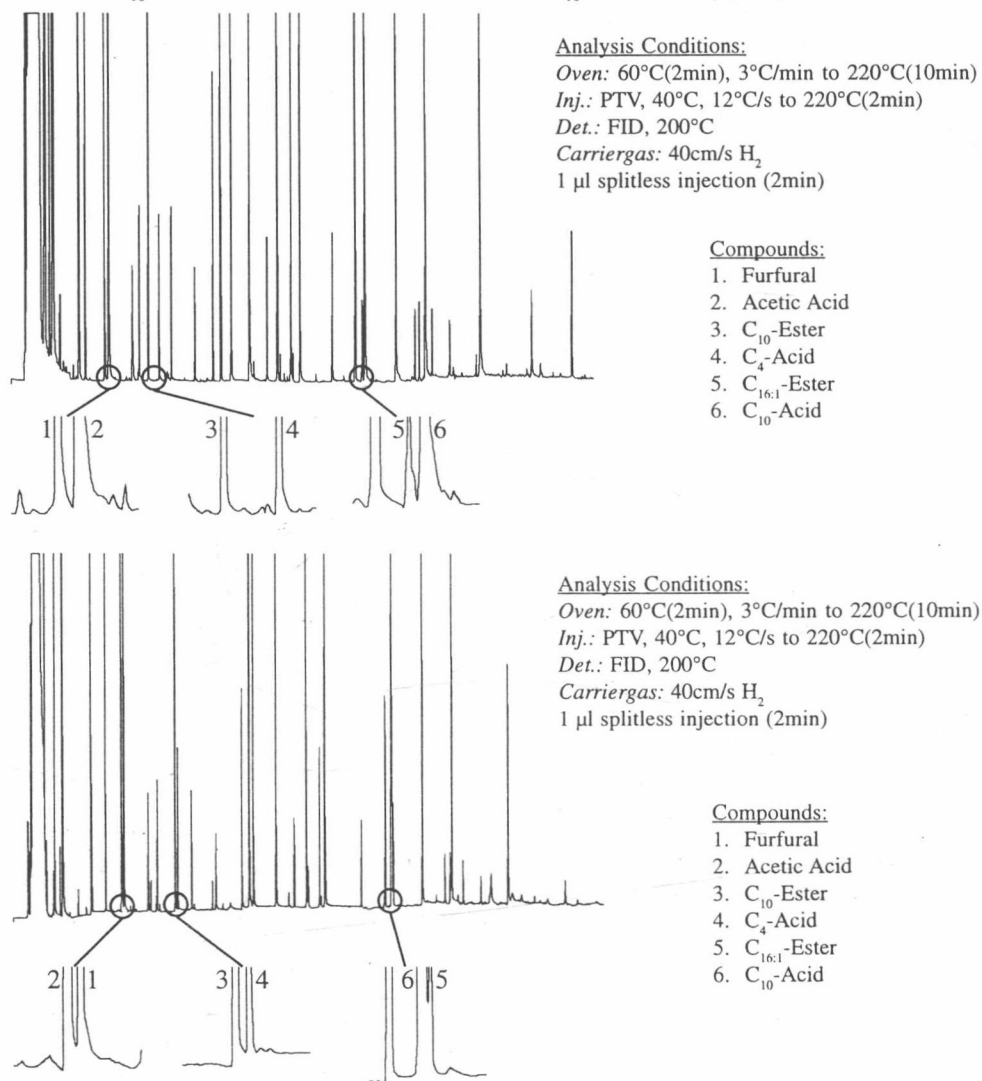 Analysis Conditions:
Oven: 60°C(2min), 3°C/min to 220°C(10min)
Inj.: PTV, 40°C, 12°C/s to 220°C(2min)
Det.: FID, 200°C
Carriergas: 40cm/s H₂
1 µl splitless injection (2min)
Compounds:
1. Furfural
2. Acetic Acid
3. C₁₀-Ester
4. C₄-Acid
5. C₁₆:₁-Ester
6. C₁₀-Acid
1 2 3 4 5 6
Analysis Conditions:
Oven: 60°C(2min), 3°C/min to 220°C(10min)
Inj.: PTV, 40°C, 12°C/s to 220°C(2min)
Det.: FID, 200°C
Carriergas: 40cm/s H₂
1 µl splitless injection (2min)
Compounds:
1. Furfural
2. Acetic Acid
3. C₁₀-Ester
4. C₄-Acid
5. C₁₆:₁-Ester
6. C₁₀-Acid
2 1 3 4 6 5